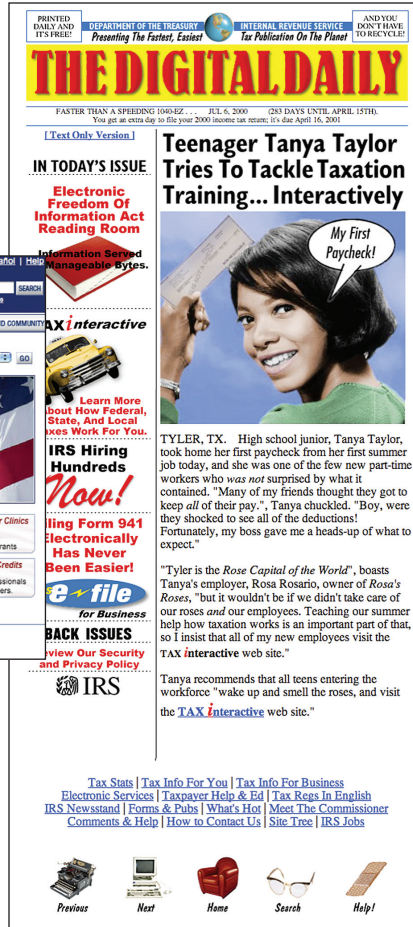 PRINTED
DAILY AND
IT'S FREE!
DEPARTMENT OF THE TREASURY
INTERNAL REVENUE SERVICE
Presenting The Fastest, Easiest
Tax Publication On The Planet
AND YOU
DON'T HAVE
TO RECYCLE!
THE DIGITAL DAILY
FASTER THAN A SPEEDING 1040-EZ . . . JUL 6, 2000 (283 DAYS UNTIL APRIL 15TH).
You get an extra day to file your 2000 income tax return; it's due April 16, 2001
[ Text Only Version ]
IN TODAY'S ISSUE
Electronic
Freedom Of
Information Act
Reading Room
Information Served
Manageable Bytes.
español | Help
SEARCH
COMMUNITY
GO
AX interactive
Learn More
bout How Federal,
State, And Local
xes Work For You.
IRS Hiring
Hundreds
Now!
r Clinics
rants
Credits
ssionals
ers.
ling Form 941
Electronically
Has Never
Been Easier!
e file
for Business
BACK ISSUES
eview Our Security
and Privacy Policy
IRS
Teenager Tanya Taylor
Tries To Tackle Taxation
Training... Interactively
My First
Paycheck!
TYLER, TX. High school junior, Tanya Taylor,
took home her first paycheck from her first summer
job today, and she was one of the few new part-time
workers who was not surprised by what it
contained. "Many of my friends thought they got to
keep all of their pay.", Tanya chuckled. "Boy, were
they shocked to see all of the deductions!
Fortunately, my boss gave me a heads-up of what to
expect."
"Tyler is the Rose Capital of the World", boasts
Tanya's employer, Rosa Rosario, owner of Rosa's
Roses, "but it wouldn't be if we didn't take care of
our roses and our employees. Teaching our summer
help how taxation works is an important part of that,
so I insist that all of my new employees visit the
TAX interactive web site."
Tanya recommends that all teens entering the
workforce "wake up and smell the roses, and visit
the TAX interactive web site."
Tax Stats | Tax Info For You | Tax Info For Business
Electronic Services | Taxpayer Help & Ed | Tax Regs In English
IRS Newsstand | Forms & Pubs | What's Hot | Meet The Commissioner
Comments & Help | How to Contact Us | Site Tree | IRS Jobs
Previous
Next
Home
Search
Help!